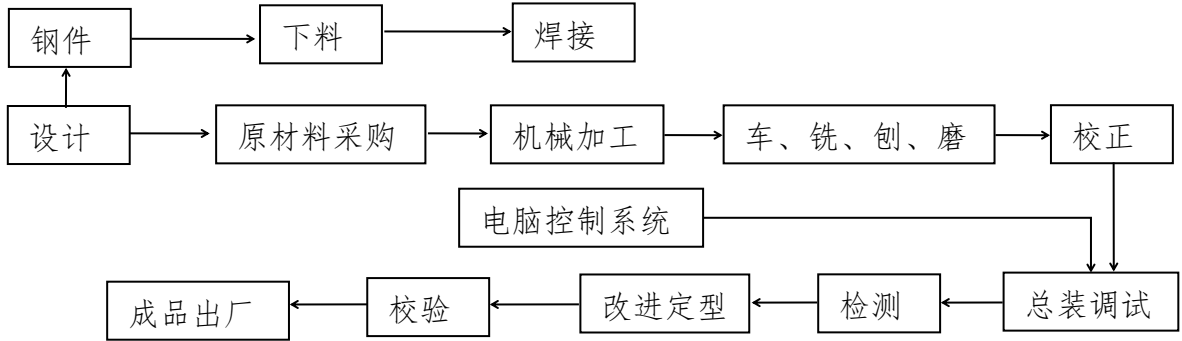 钢件 下料 焊接
设计 原材料采购 机械加工 车、铣、刨、磨 校正
电脑控制系统
成品出厂 校验 改进定型 检测 总装调试